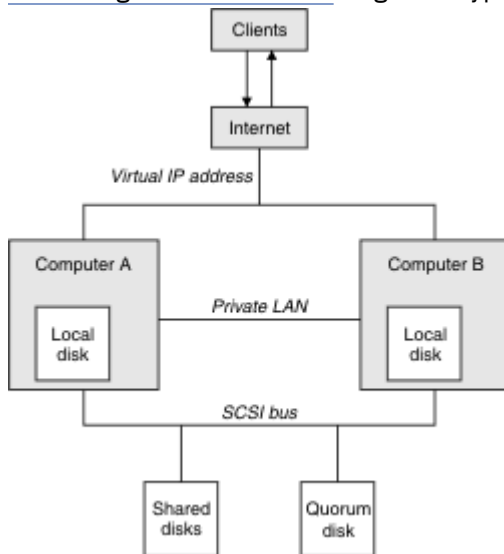 Clients
Internet
Virtual IP address
Computer A
Computer B
Private LAN
Local
disk
Local
disk
SCSI bus
Shared
disks
Quorum
disk